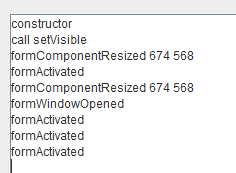 constructor
call setVisible
formComponentResized 674 568
formActivated
formComponentResized 674 568
formWindowOpened
formActivated
formActivated
formActivated